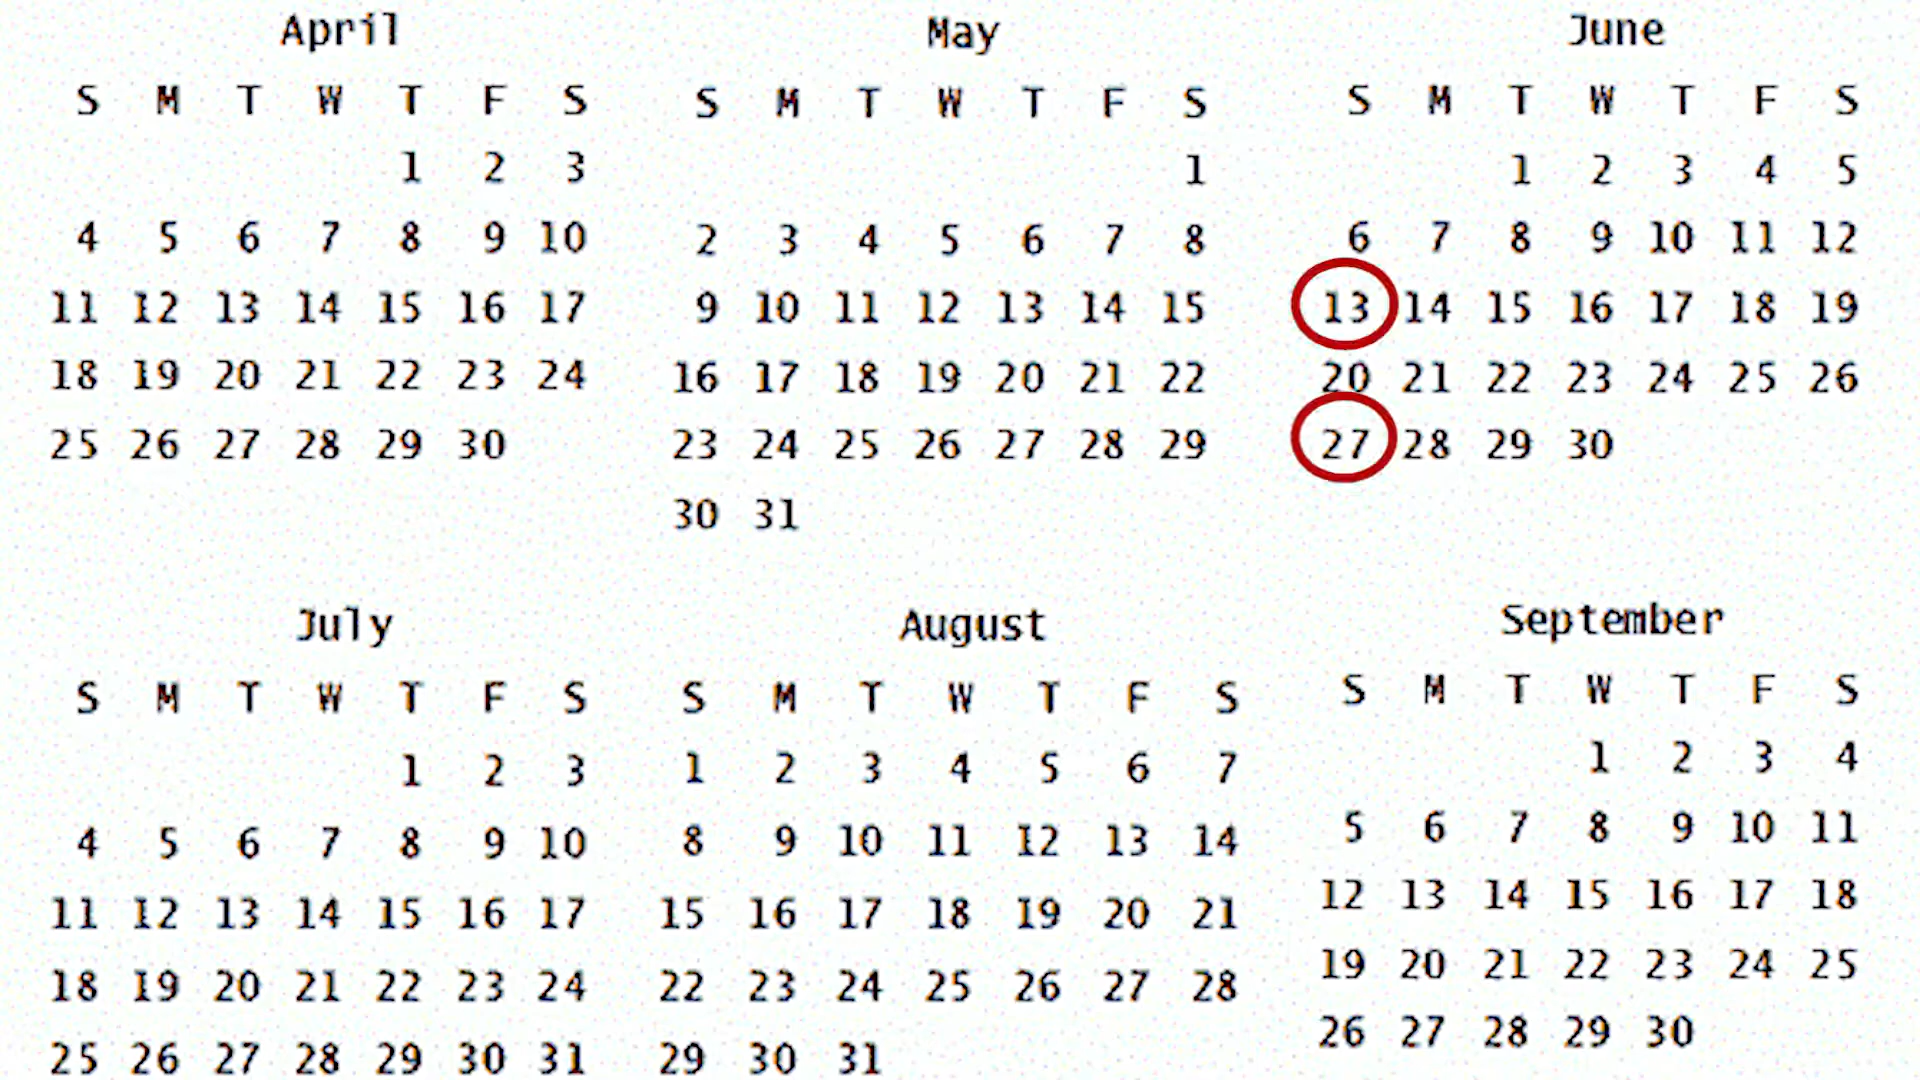 April
S M T W T F S
1 2 3
4 5 6 7 8 9 10
11 12 13 14 15 16 17
18 19 20 21 22 23 24
25 26 27 28 29 30
May
S M T W T F S
1
2 3 4 5 6 7 8
9 10 11 12 13 14 15
16 17 18 19 20 21 22
23 24 25 26 27 28 29
30 31
June
S M T W T F S
1 2 3 4 5
6 7 8 9 10 11 12
13 14 15 16 17 18 19
20 21 22 23 24 25 26
27 28 29 30
July
S M T W T F S
1 2 3
4 5 6 7 8 9 10
11 12 13 14 15 16 17
18 19 20 21 22 23 24
25 26 27 28 29 30 31
August
S M T W T F S
1 2 3 4 5 6 7
8 9 10 11 12 13 14
15 16 17 18 19 20 21
22 23 24 25 26 27 28
29 30 31
September
S M T W T F S
1 2 3 4
5 6 7 8 9 10 11
12 13 14 15 16 17 18
19 20 21 22 23 24 25
26 27 28 29 30